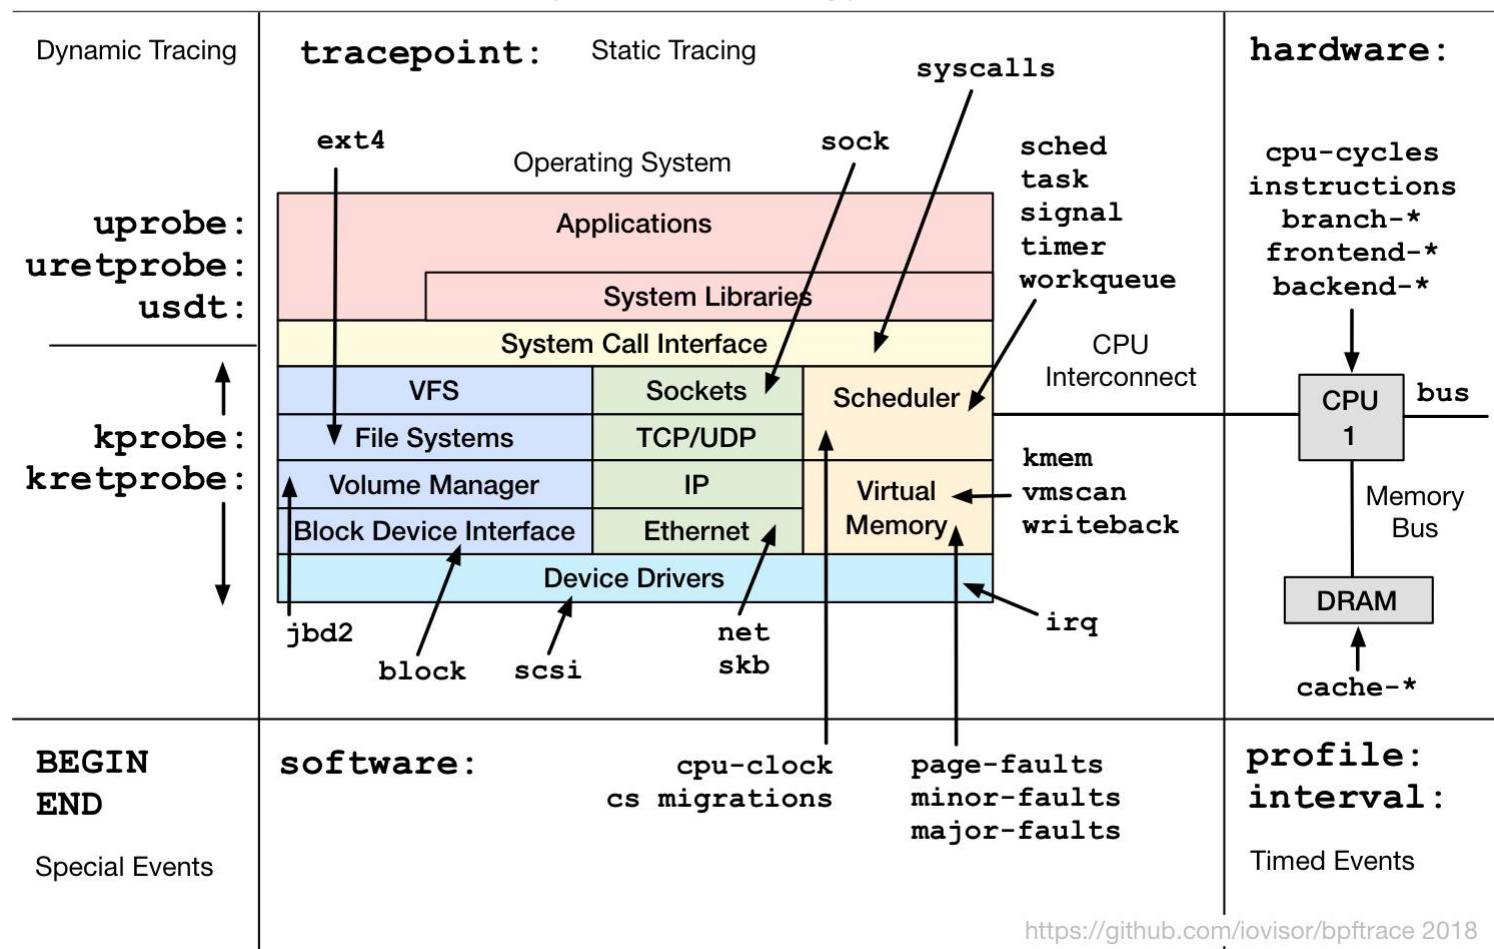 Dynamic Tracing
tracepoint: Static Tracing
hardware:
syscalls
ext4
Operating System
sock
sched
task
signal
timer
workqueue
cpu-cycles
instructions
branch-*
frontend-*
backend-*
uprobe:
uretprobe:
usdt:
Applications
System Libraries
System Call Interface
CPU
Interconnect
VFS
Sockets
Scheduler
CPU
1
bus
kprobe:
kretprobe:
File Systems
TCP/UDP
Volume Manager
IP
Virtual
Memory
kmem
vmscan
writeback
Memory
Bus
Block Device Interface
Ethernet
Device Drivers
DRAM
jbd2
block
scsi
net
skb
irq
cache-*
BEGIN
END
Special Events
software:
cpu-clock
cs migrations
page-faults
minor-faults
major-faults
profile:
interval:
Timed Events
https://github.com/iovisor/bpftrace 2018